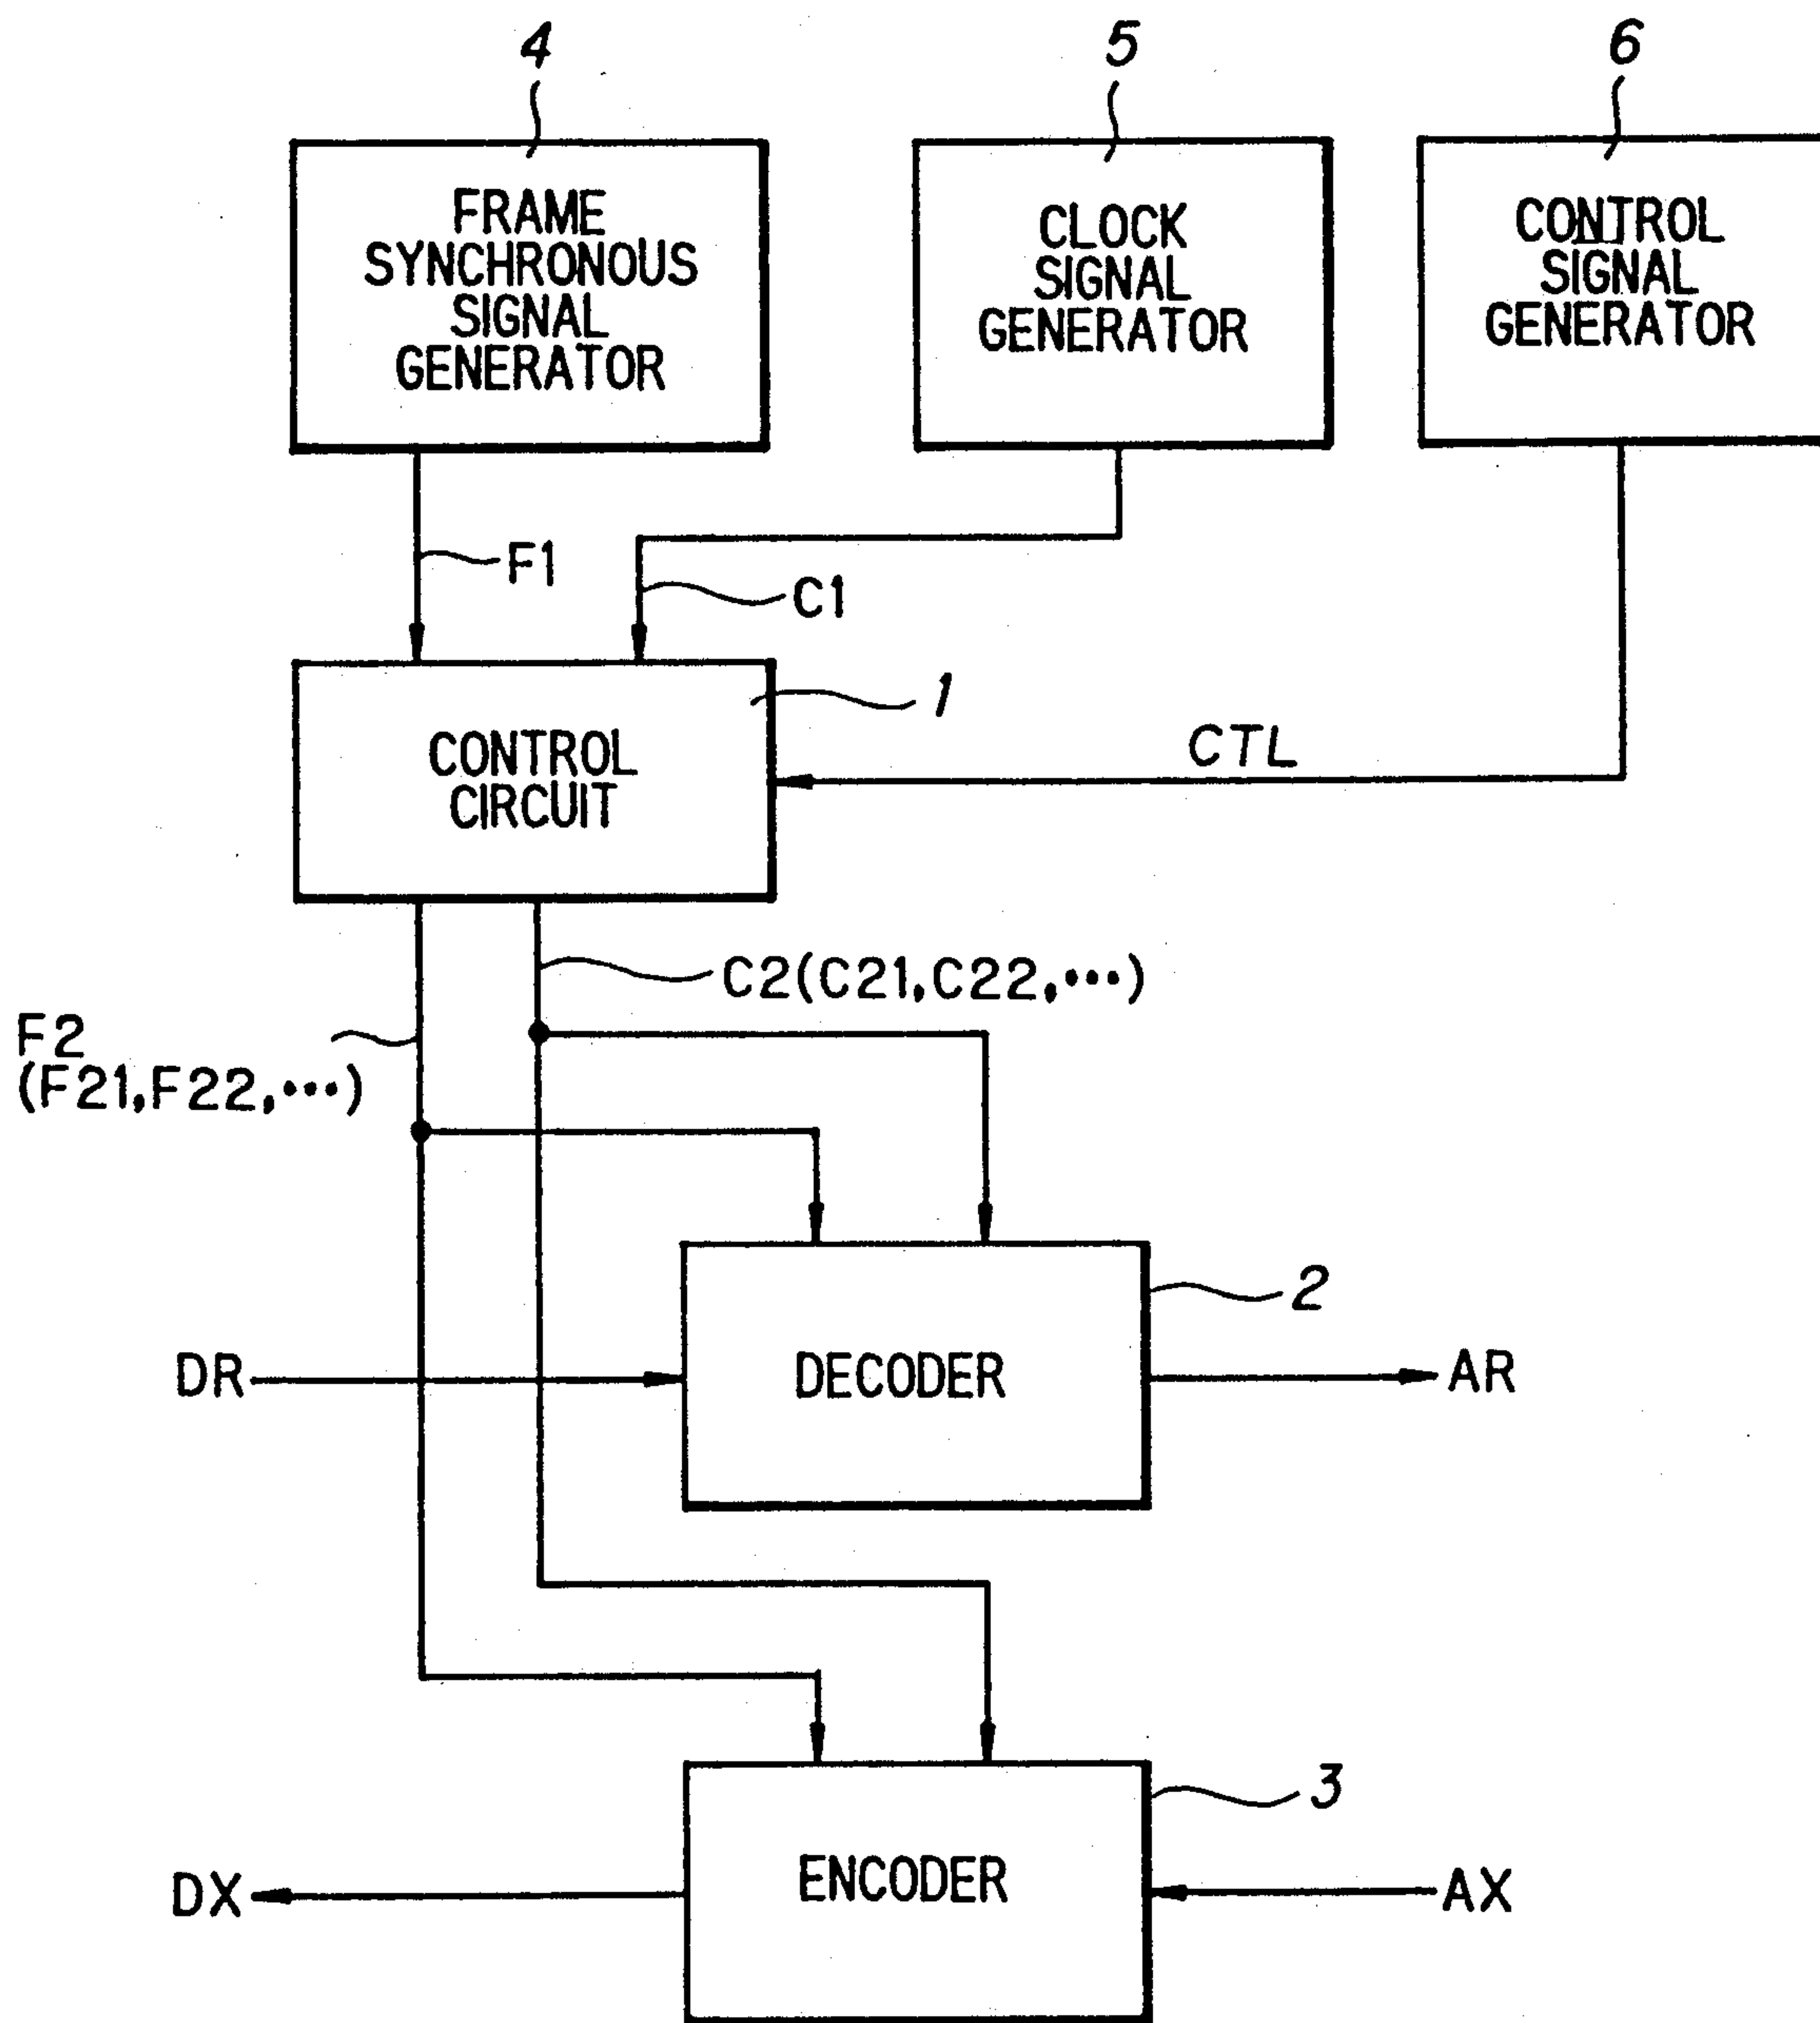 4
5
6
FRAME
SYNCHRONOUS
SIGNAL
GENERATOR
CLOCK
SIGNAL
GENERATOR
CONTROL
SIGNAL
GENERATOR
F1
C1
1
CONTROL
CIRCUIT
CTL
C2(C21,C22,•••)
F2
(F21,F22,•••)
2
DR
DECODER
AR
3
DX
ENCODER
AX